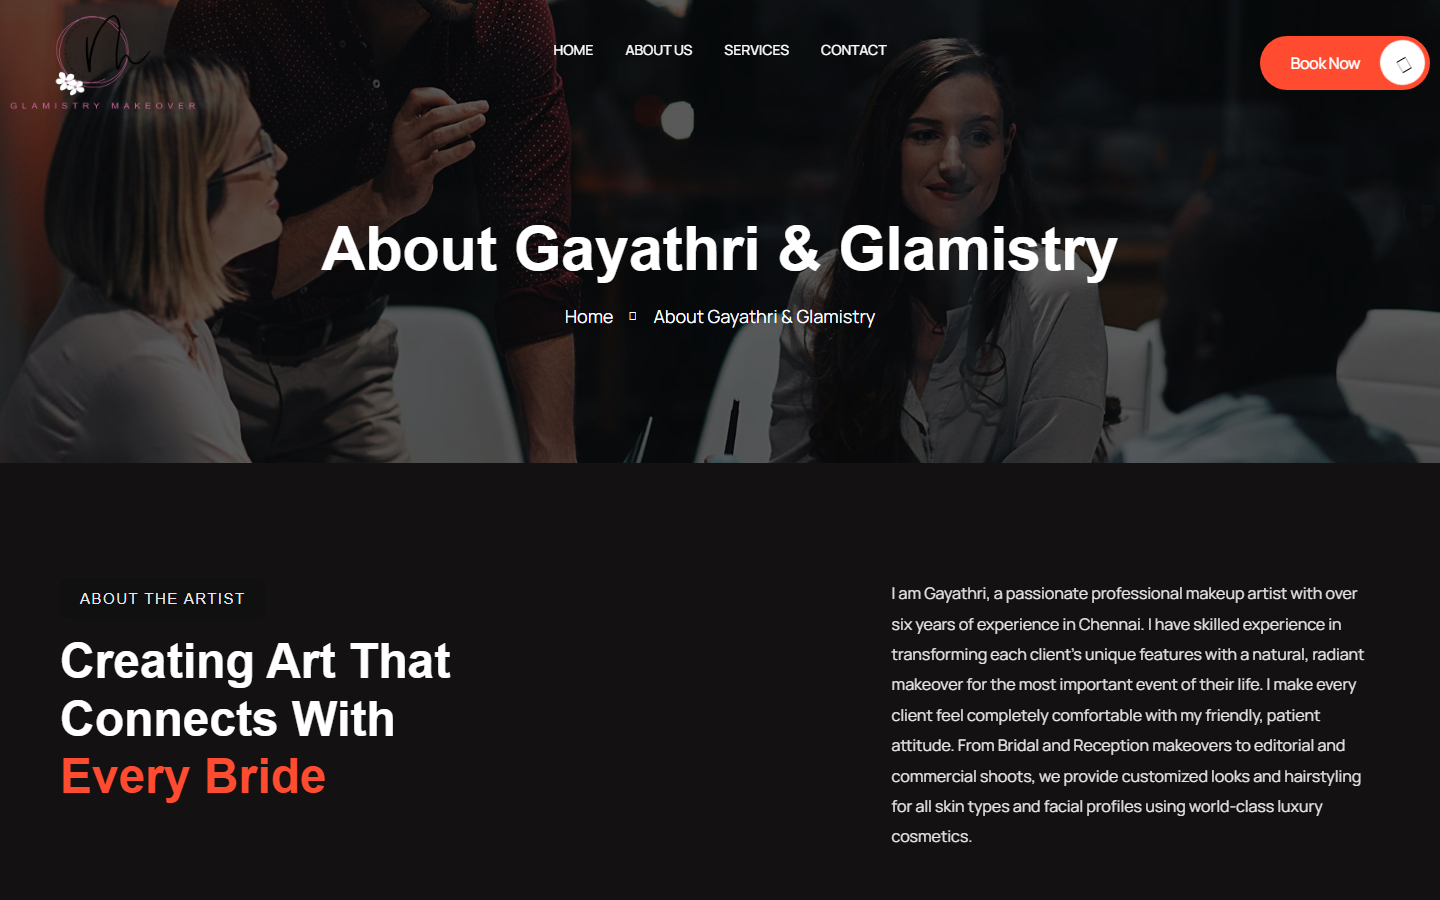 GLAMISTRY MAKEOVER
HOME
ABOUT US
SERVICES
CONTACT
Book Now
About Gayathri & Glamistry
Home
About Gayathri & Glamistry
ABOUT THE ARTIST
Creating Art That
Connects With
Every Bride
I am Gayathri, a passionate professional makeup artist with over
six years of experience in Chennai. I have skilled experience in
transforming each client's unique features with a natural, radiant
makeover for the most important event of their life. I make every
client feel completely comfortable with my friendly, patient
attitude. From Bridal and Reception makeovers to editorial and
commercial shoots, we provide customized looks and hairstyling
for all skin types and facial profiles using world-class luxury
cosmetics.